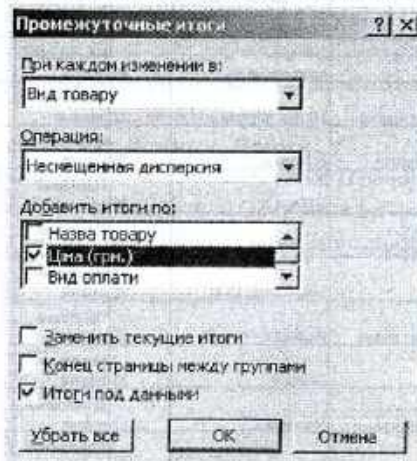 Промежуточные итоги
При каждом изменении в:
Вид товару
Операция:
Несмещенная дисперсия
Добавить итоги по:
Назва товару
Ціна (грн.)
Вид оплати
Заменить текущие итоги
Конец страницы между группами
Итоги под данными
Убрать все
ОК
Отмена